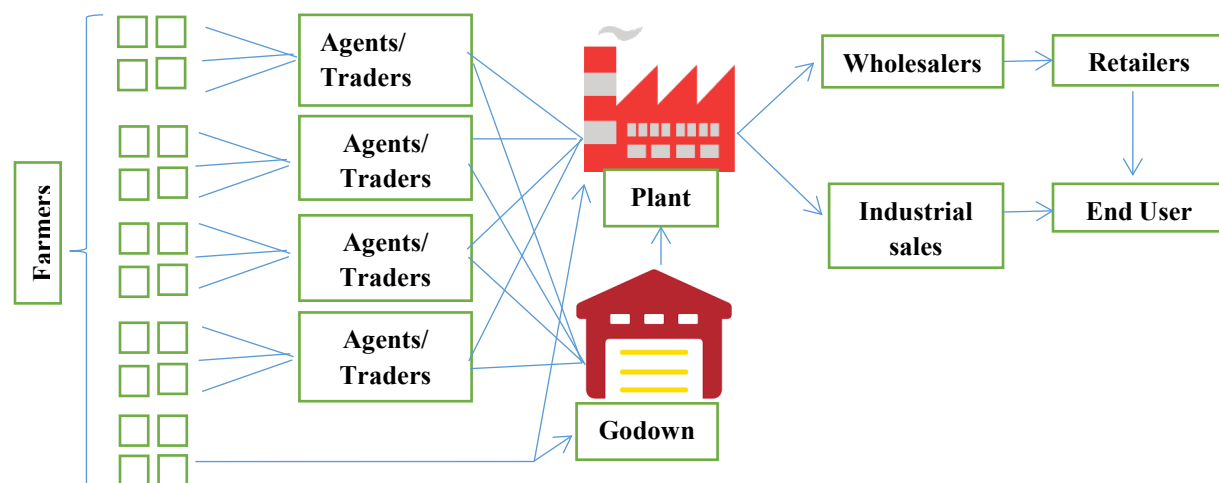 Farmers
Agents/
Traders
Agents/
Traders
Agents/
Traders
Agents/
Traders
Plant
Godown
Wholesalers
Retailers
Industrial
sales
End User